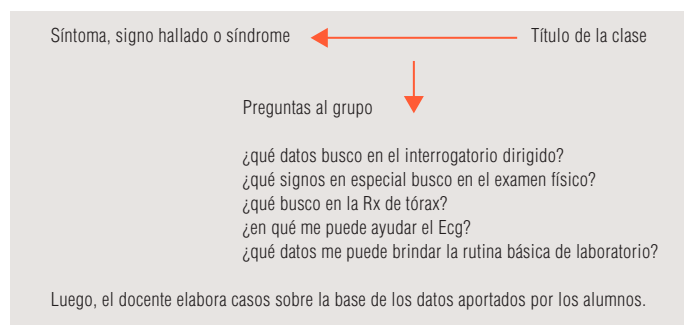 Síntoma, signo hallado o síndrome Título de la clase
Preguntas al grupo
¿qué datos busco en el interrogatorio dirigido?
¿qué signos en especial busco en el examen físico?
¿qué busco en la Rx de tórax?
¿en qué me puede ayudar el Ecg?
¿qué datos me puede brindar la rutina básica de laboratorio?
Luego, el docente elabora casos sobre la base de los datos aportados por los alumnos.